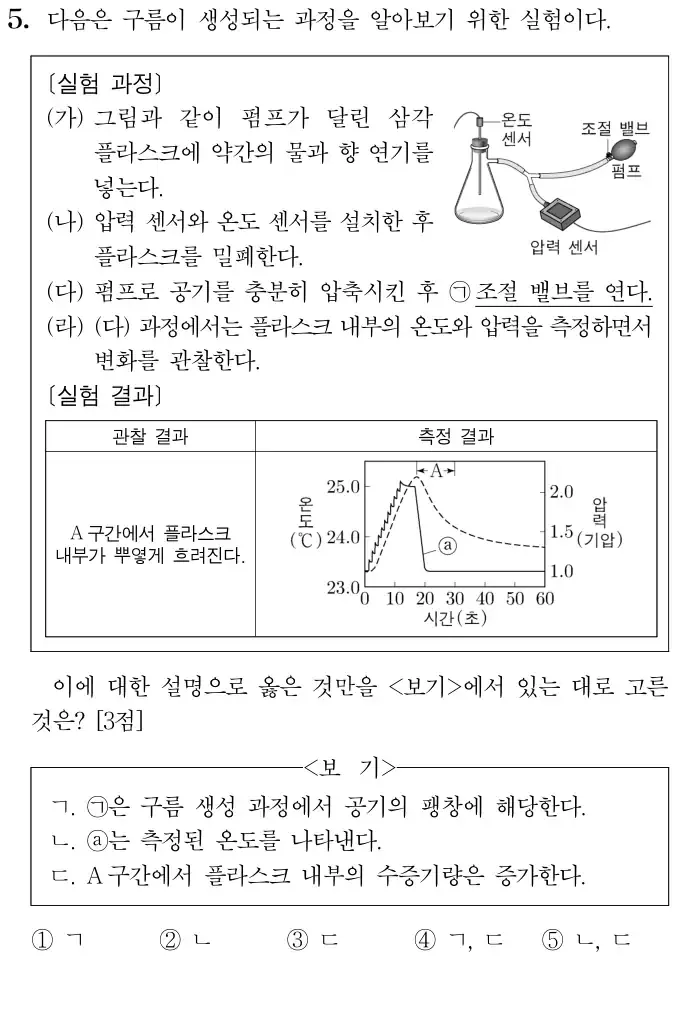 5. 다음은 구름이 생성되는 과정을 알아보기 위한 실험이다.
〔실험 과정〕
(가) 그림과 같이 펌프가 달린 삼각
플라스크에 약간의 물과 향 연기를
넣는다.
(나) 압력 센서와 온도 센서를 설치한 후
플라스크를 밀폐한다.
온도
센서
조절 밸브
펌프
압력 센서
(다) 펌프로 공기를 충분히 압축시킨 후 ㉠조절 밸브를 연다.
(라) (다) 과정에서는 플라스크 내부의 온도와 압력을 측정하면서
변화를 관찰한다.
〔실험 결과〕
관찰 결과 측정 결과
A 구간에서 플라스크
내부가 뿌옇게 흐려진다.
A
온도(℃)
25.0
24.0
23.0
ⓐ
2.0
1.5
1.0
압력(기압)
0 10 20 30 40 50 60
시간(초)
이에 대한 설명으로 옳은 것만을 <보기>에서 있는 대로 고른
것은? [3점]
<보 기>
ㄱ. ㉠은 구름 생성 과정에서 공기의 팽창에 해당한다.
ㄴ. ⓐ는 측정된 온도를 나타낸다.
ㄷ. A구간에서 플라스크 내부의 수증기량은 증가한다.
① ㄱ ② ㄴ ③ ㄷ ④ ㄱ, ㄷ ⑤ ㄴ, ㄷ